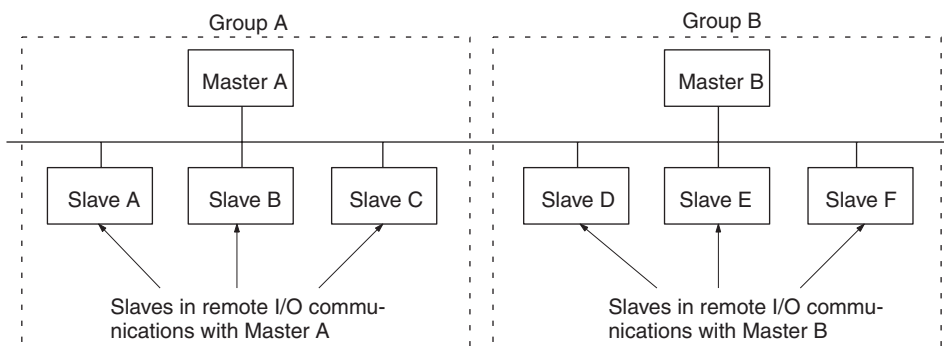 Group A
Group B
Master A
Master B
Slave A
Slave B
Slave C
Slave D
Slave E
Slave F
Slaves in remote I/O commu-
nications with Master A
Slaves in remote I/O commu-
nications with Master B